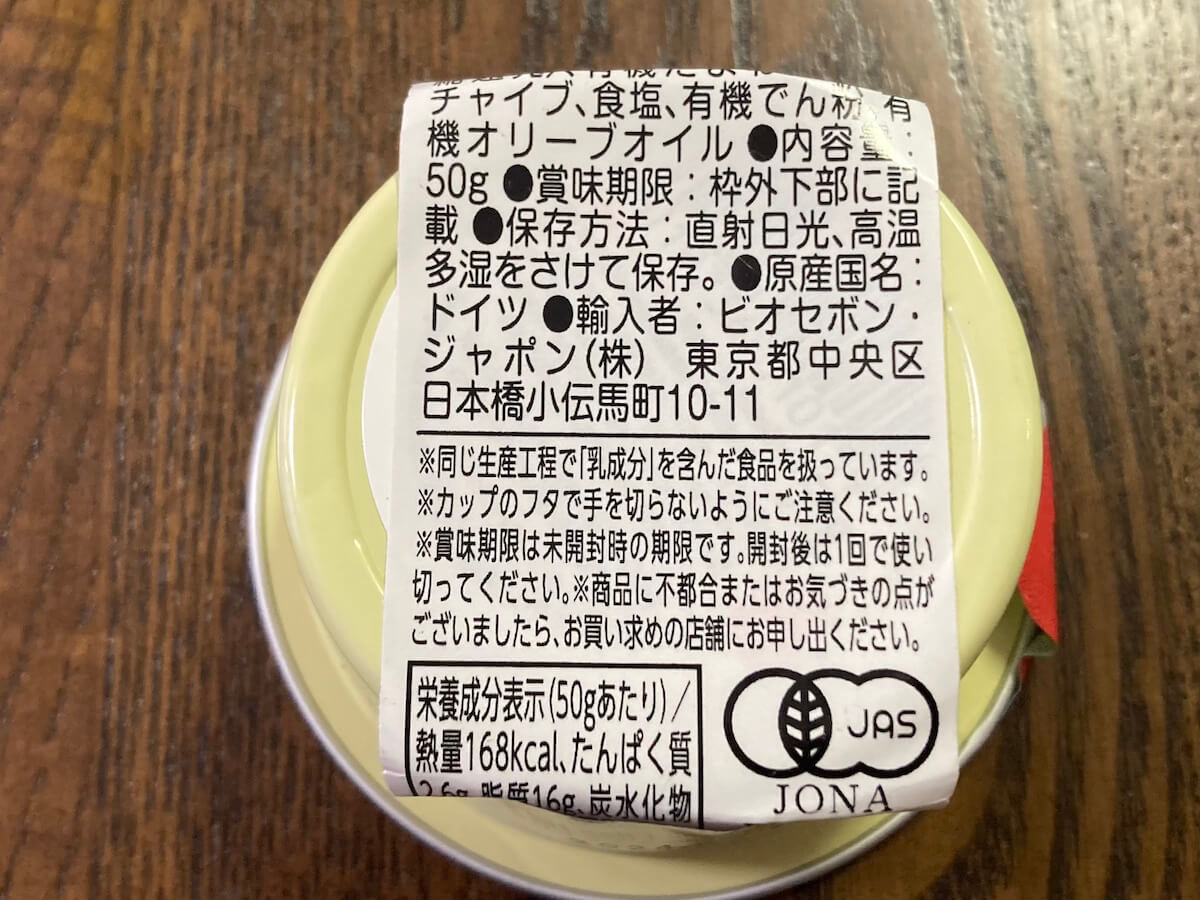 チャイブ、食塩、有機でん粉、有
機オリーブオイル ●内容量:
50g ●賞味期限:枠外下部に記
載 ●保存方法:直射日光、高温
多湿をさけて保存。●原産国名:
ドイツ ●輸入者:ビオセボン・
ジャポン(株) 東京都中央区
日本橋小伝馬町10-11
※同じ生産工程で「乳成分」を含んだ食品を扱っています。
※カップのフタで手を切らないようにご注意ください。
※賞味期限は未開封時の期限です。開封後は1回で使い
切ってください。※商品に不都合またはお気づきの点が
ございましたら、お買い求めの店舗にお申し出ください。
栄養成分表示(50gあたり)/
熱量168kcal、たんぱく質
2.6g、脂質16g、炭水化物
JAS
JONA